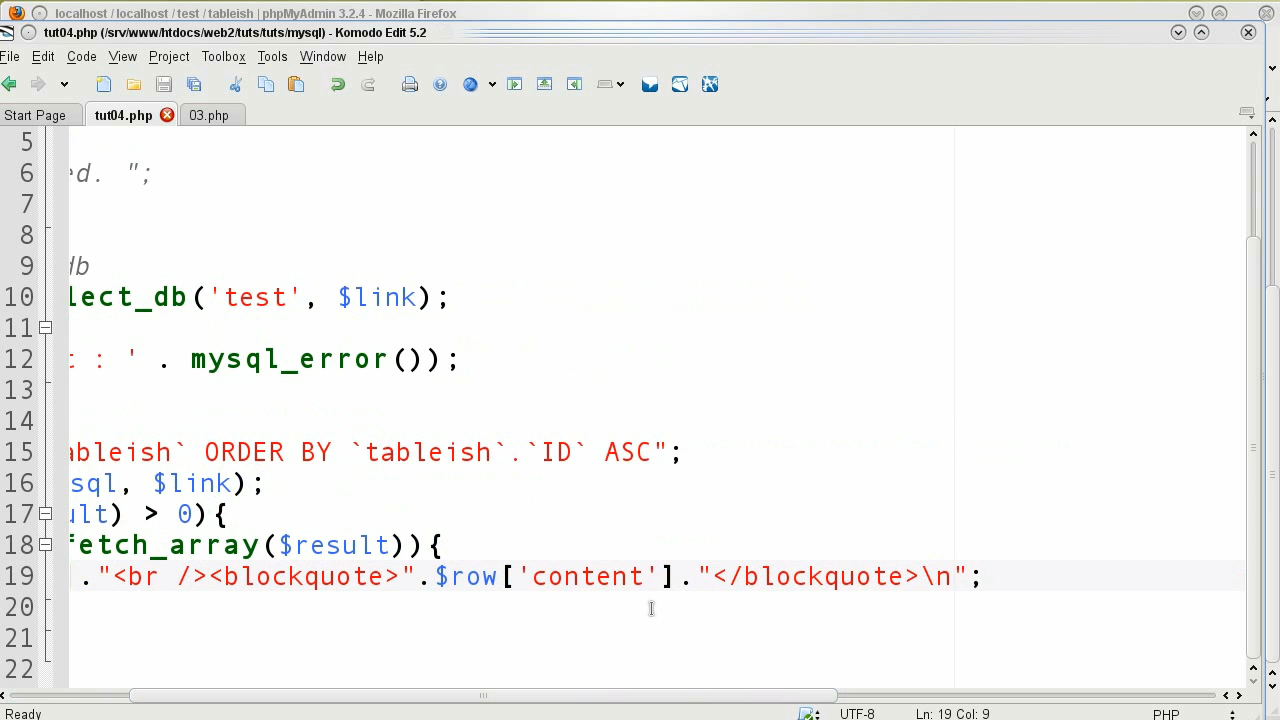 localhost / localhost / test / tableish | phpMyAdmin 3.2.4 - Mozilla Firefox
tut04.php (/srv/www/htdocs/web2/tuts/tuts/mysql) - Komodo Edit 5.2
File Edit Code View Project Toolbox Tools Window Help
Start Page tut04.php 03.php
5
6 ed. ";
7
8
9 db
10 lect_db('test', $link);
11
12 t : ' . mysql_error());
13
14
15 ableish` ORDER BY `tableish`.`ID` ASC";
16 sql, $link);
17 ult) > 0){
18 fetch_array($result)){
19 ."<br /><blockquote>".$row['content']."</blockquote>\n";
20
21
22
Ready UTF-8 Ln: 19 Col: 9 PHP